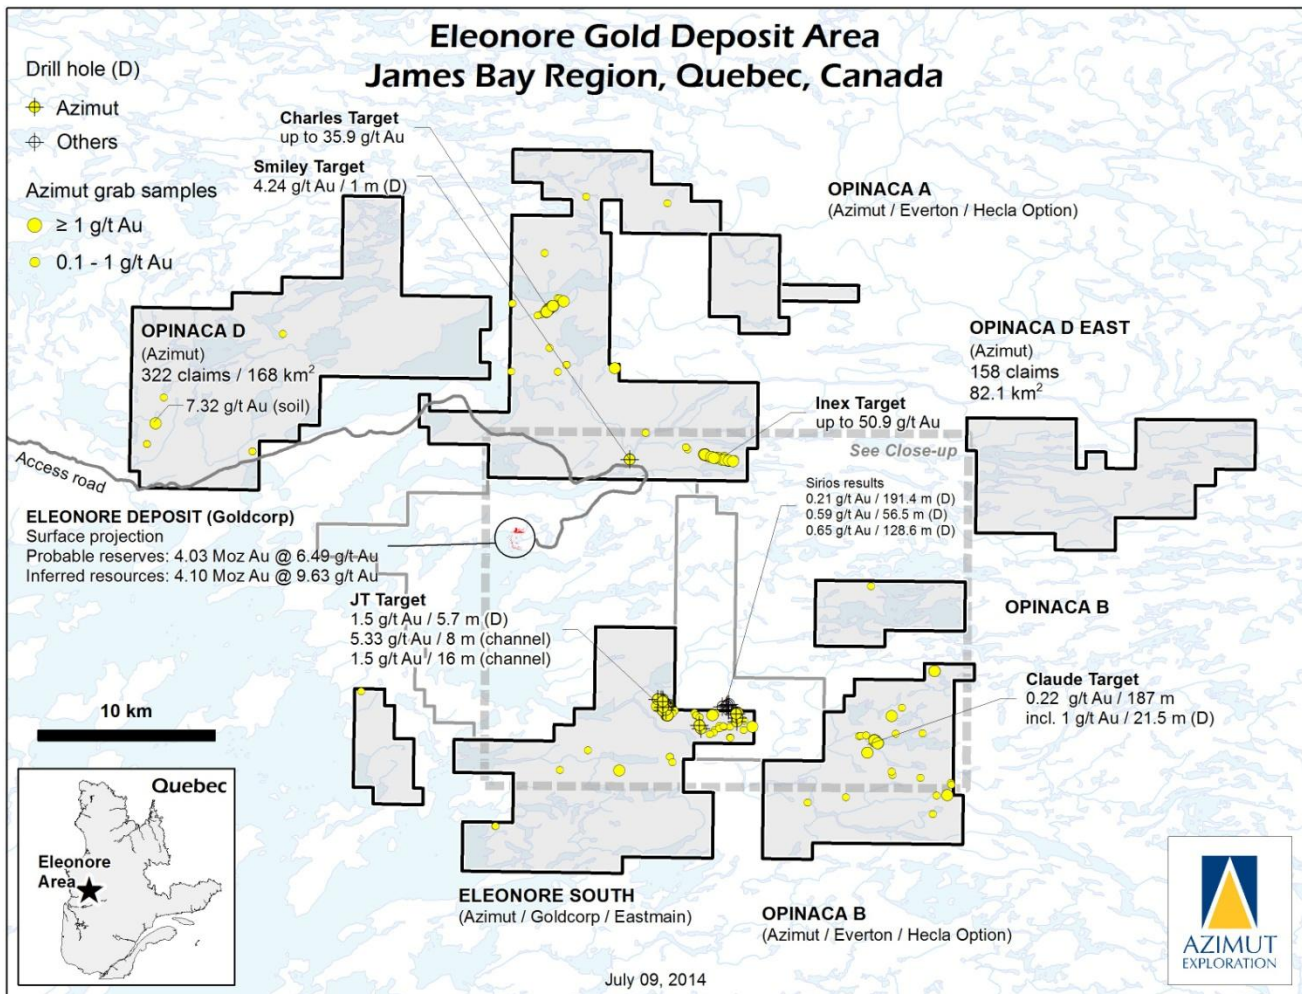 Eleonore Gold Deposit Area
James Bay Region, Quebec, Canada
Drill hole (D)
Azimut
Others
Azimut grab samples
≥ 1 g/t Au
0.1 - 1 g/t Au
Charles Target
up to 35.9 g/t Au
Smiley Target
4.24 g/t Au / 1 m (D)
OPINACA A
(Azimut / Everton / Hecla Option)
OPINACA D
(Azimut)
322 claims / 168 km²
7.32 g/t Au (soil)
OPINACA D EAST
(Azimut)
158 claims
82.1 km²
Inex Target
up to 50.9 g/t Au
See Close-up
Access road
Sirios results
0.21 g/t Au / 191.4 m (D)
0.59 g/t Au / 56.5 m (D)
0.65 g/t Au / 128.6 m (D)
ELEONORE DEPOSIT (Goldcorp)
Surface projection
Probable reserves: 4.03 Moz Au @ 6.49 g/t Au
Inferred resources: 4.10 Moz Au @ 9.63 g/t Au
JT Target
1.5 g/t Au / 5.7 m (D)
5.33 g/t Au / 8 m (channel)
1.5 g/t Au / 16 m (channel)
OPINACA B
Claude Target
0.22 g/t Au / 187 m
incl. 1 g/t Au / 21.5 m (D)
10 km
Quebec
Eleonore
Area
ELEONORE SOUTH
(Azimut / Goldcorp / Eastmain)
OPINACA B
(Azimut / Everton / Hecla Option)
AZIMUT
EXPLORATION
July 09, 2014